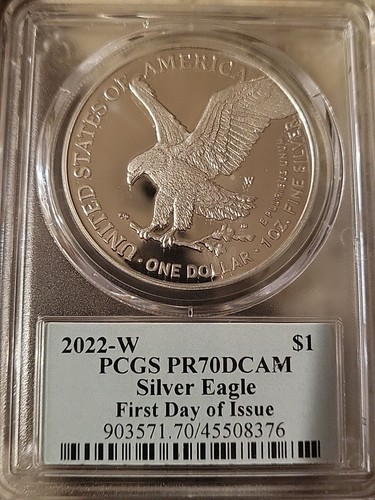 UNITED STATES OF AMERICA
E PLURIBUS UNUM
W
· ONE DOLLAR · 1 OZ. FINE SILVER
2022-W $1
PCGS PR70DCAM
Silver Eagle
First Day of Issue
903571.70/45508376